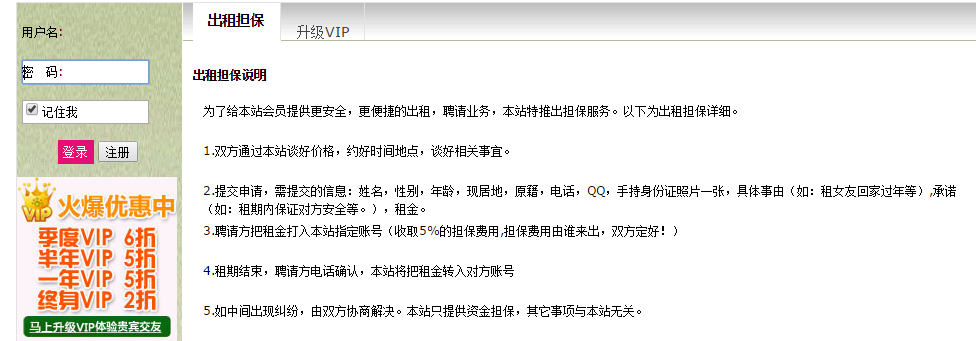 用户名:
密 码:
记住我
登录 注册
VIP 火爆优惠中
季度VIP 6折
半年VIP 5折
一年VIP 5折
终身VIP 2折
马上升级VIP体验贵宾交友
出租担保 升级VIP
出租担保说明
为了给本站会员提供更安全，更便捷的出租，聘请业务，本站特推出担保服务。以下为出租担保详细。
1.双方通过本站谈好价格，约好时间地点，谈好相关事宜。
2.提交申请，需提交的信息：姓名，性别，年龄，现居地，原籍，电话，QQ，手持身份证照片一张，具体事由（如：租女友回家过年等）,承诺
（如：租期内保证对方安全等。），租金。
3.聘请方把租金打入本站指定账号（收取5%的担保费用,担保费用由谁来出，双方定好！）
4.租期结束，聘请方电话确认，本站将把租金转入对方账号
5.如中间出现纠纷，由双方协商解决。本站只提供资金担保，其它事项与本站无关。